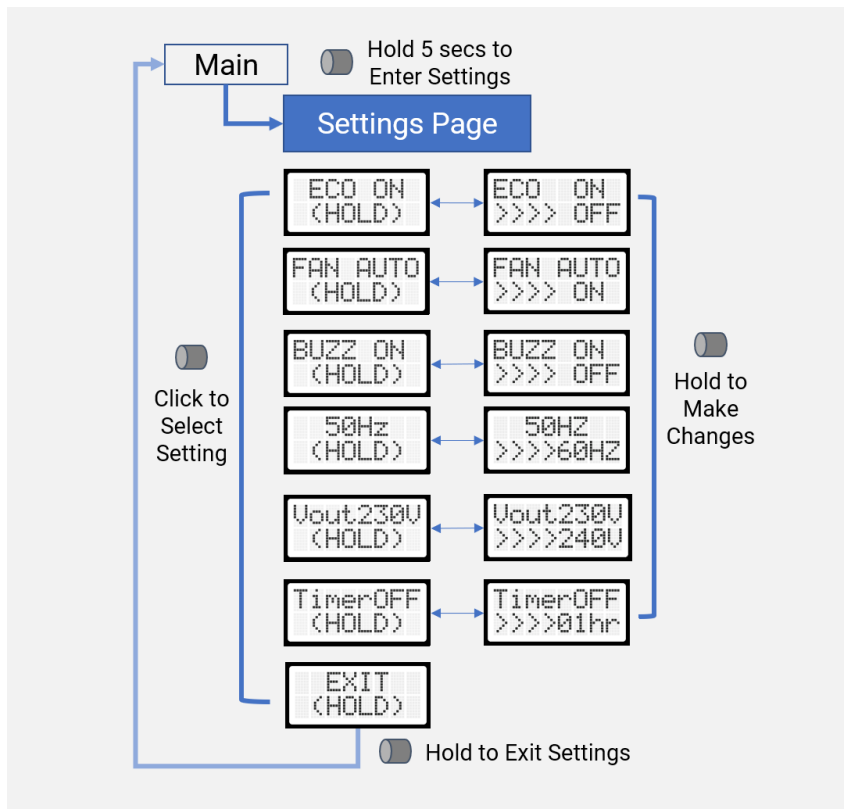 Main
Hold 5 secs to
Enter Settings
Settings Page
ECO ON
(HOLD)
ECO ON
>>>> OFF
FAN AUTO
(HOLD)
FAN AUTO
>>>> ON
BUZZ ON
(HOLD)
BUZZ ON
>>>> OFF
Click to
Select
Setting
Hold to
Make
Changes
50Hz
(HOLD)
50HZ
>>>>60HZ
Vout230V
(HOLD)
Vout230V
>>>>240V
TimerOFF
(HOLD)
TimerOFF
>>>>01hr
EXIT
(HOLD)
Hold to Exit Settings